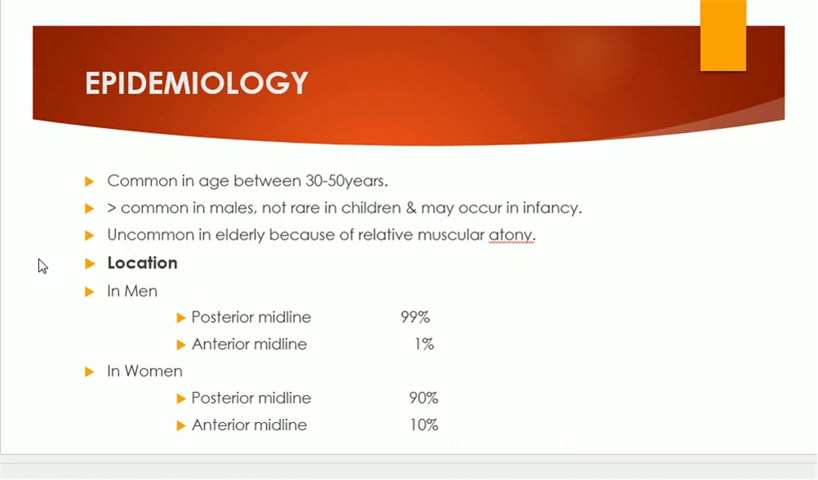 EPIDEMIOLOGY
Common in age between 30-50years.
> common in males, not rare in children & may occur in infancy.
Uncommon in elderly because of relative muscular atony.
Location
In Men
Posterior midline 99%
Anterior midline 1%
In Women
Posterior midline 90%
Anterior midline 10%